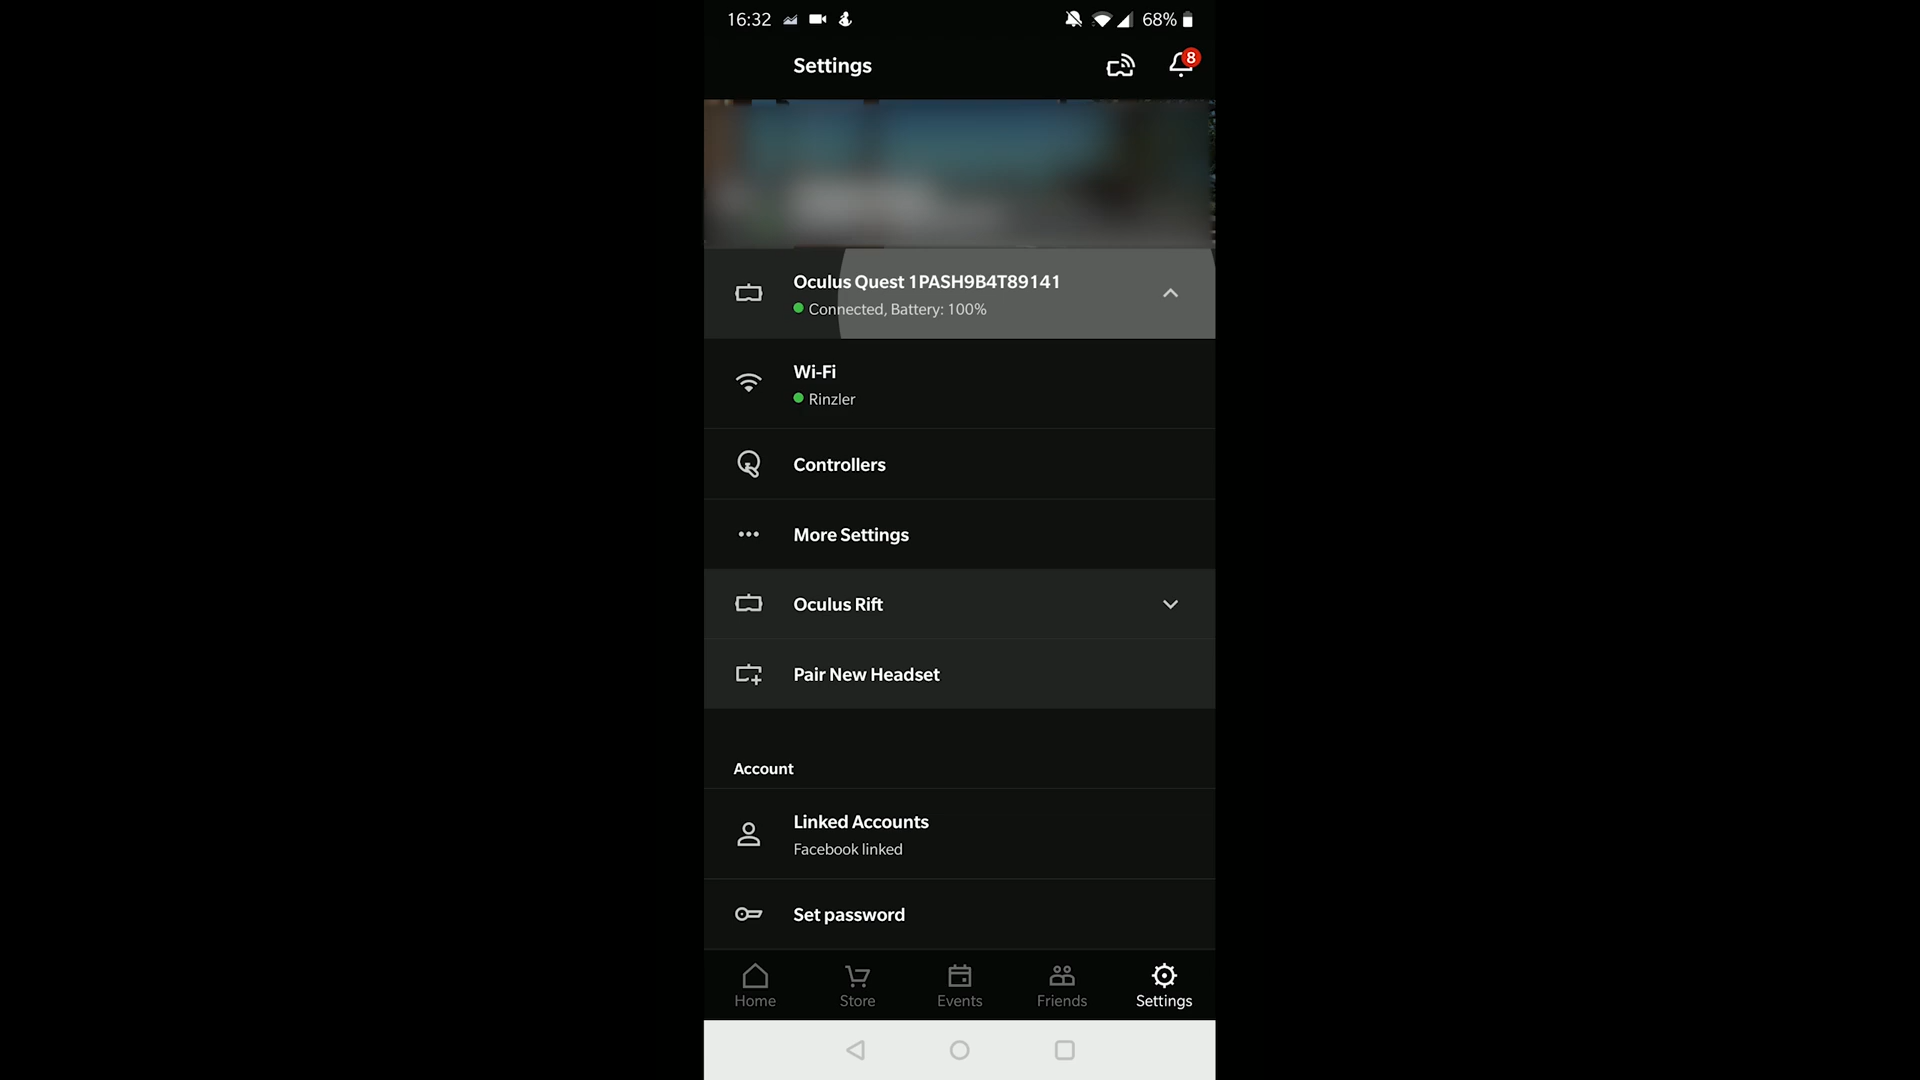 16:32
68%
Settings
8
Oculus Quest 1PASH9B4T89141
Connected, Battery: 100%
Wi-Fi
Rinzler
Controllers
More Settings
Oculus Rift
Pair New Headset
Account
Linked Accounts
Facebook linked
Set password
Home
Store
Events
Friends
Settings